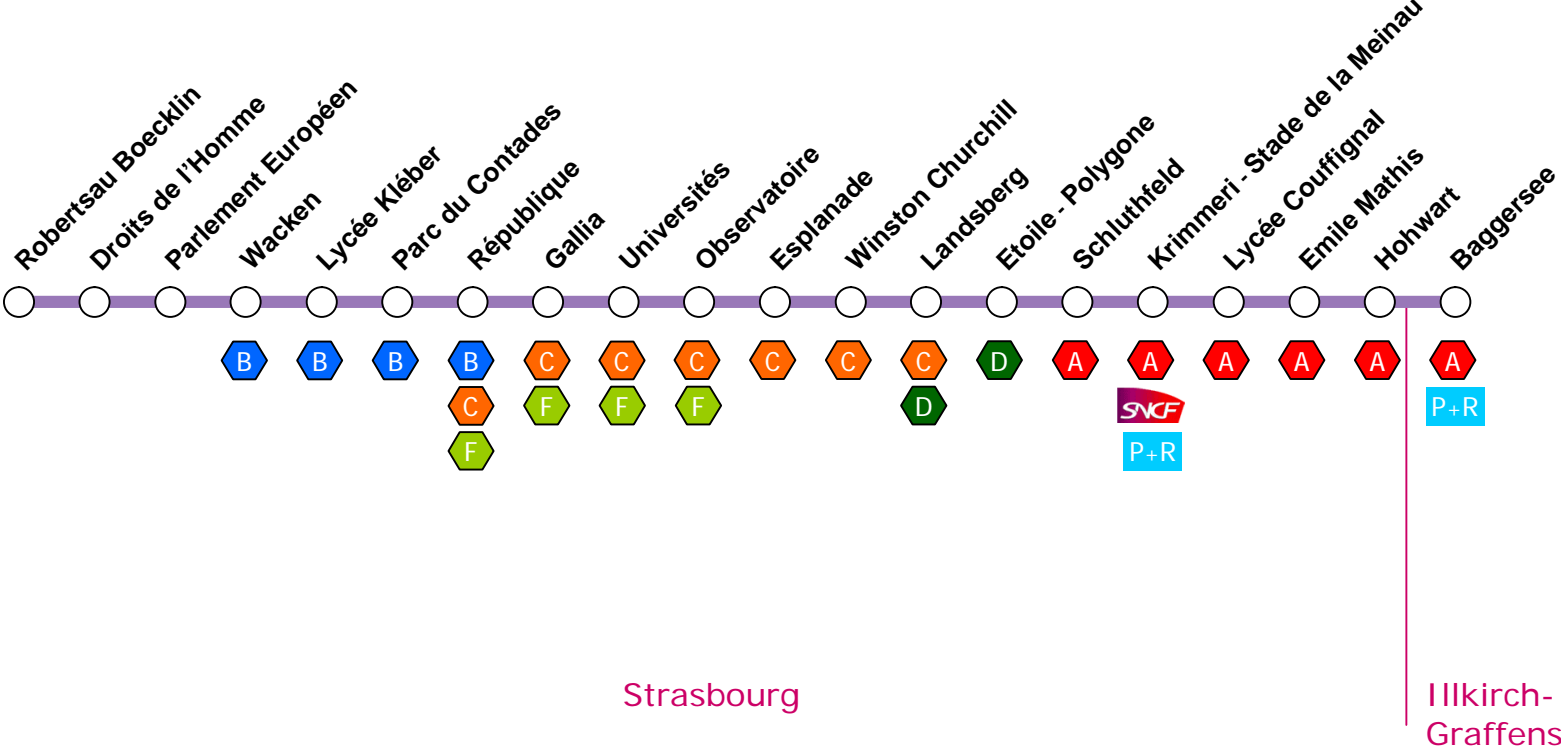 Robertsau Boecklin
Droits de l'Homme
Parlement Européen
Wacken
Lycée Kléber
Parc du Contades
République
Gallia
Universités
Observatoire
Esplanade
Winston Churchill
Landsberg
Etoile - Polygone
Schluthfeld
Krimmeri - Stade de la Meinau
Lycée Couffignal
Emile Mathis
Hohwart
Baggersee
B B B B C C C C C C D A A A A A A
C F F F D SNCF P+R
F P+R
Strasbourg
Illkirch-
Graffens